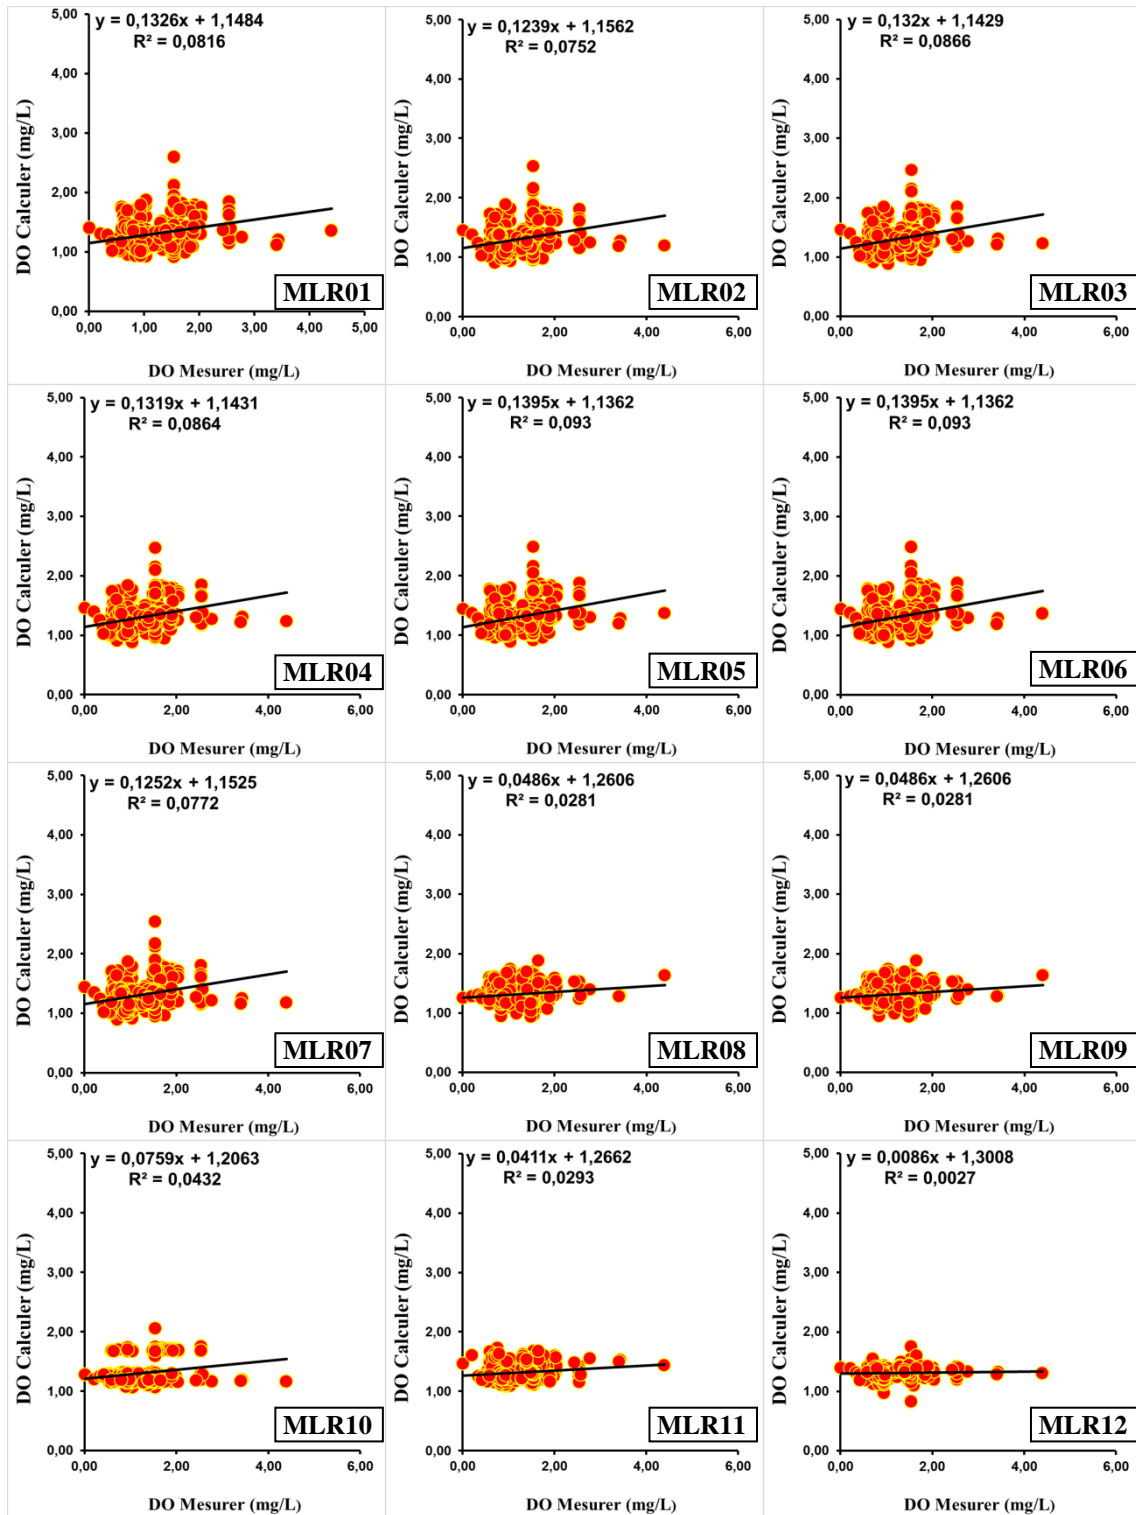 y = 0,1326x + 1,1484
R² = 0,0816
5,00
4,00
3,00
2,00
1,00
0,00
0,00 1,00 2,00 3,00 4,00 5,00
DO Calculer (mg/L)
DO Mesurer (mg/L)
MLR01
y = 0,1239x + 1,1562
R² = 0,0752
5,00
4,00
3,00
2,00
1,00
0,00
0,00 2,00 4,00 6,00
DO Calculer (mg/L)
DO Mesurer (mg/L)
MLR02
y = 0,132x + 1,1429
R² = 0,0866
5,00
4,00
3,00
2,00
1,00
0,00
0,00 2,00 4,00 6,00
DO Calculer (mg/L)
DO Mesurer (mg/L)
MLR03
y = 0,1319x + 1,1431
R² = 0,0864
5,00
4,00
3,00
2,00
1,00
0,00
0,00 2,00 4,00 6,00
DO Calculer (mg/L)
DO Mesurer (mg/L)
MLR04
y = 0,1395x + 1,1362
R² = 0,093
5,00
4,00
3,00
2,00
1,00
0,00
0,00 2,00 4,00 6,00
DO Calculer (mg/L)
DO Mesurer (mg/L)
MLR05
y = 0,1395x + 1,1362
R² = 0,093
5,00
4,00
3,00
2,00
1,00
0,00
0,00 2,00 4,00 6,00
DO Calculer (mg/L)
DO Mesurer (mg/L)
MLR06
y = 0,1252x + 1,1525
R² = 0,0772
5,00
4,00
3,00
2,00
1,00
0,00
0,00 2,00 4,00 6,00
DO Calculer (mg/L)
DO Mesurer (mg/L)
MLR07
y = 0,0486x + 1,2606
R² = 0,0281
5,00
4,00
3,00
2,00
1,00
0,00
0,00 2,00 4,00 6,00
DO Calculer (mg/L)
DO Mesurer (mg/L)
MLR08
y = 0,0486x + 1,2606
R² = 0,0281
5,00
4,00
3,00
2,00
1,00
0,00
0,00 2,00 4,00 6,00
DO Calculer (mg/L)
DO Mesurer (mg/L)
MLR09
y = 0,0759x + 1,2063
R² = 0,0432
5,00
4,00
3,00
2,00
1,00
0,00
0,00 2,00 4,00 6,00
DO Calculer (mg/L)
DO Mesurer (mg/L)
MLR10
y = 0,0411x + 1,2662
R² = 0,0293
5,00
4,00
3,00
2,00
1,00
0,00
0,00 2,00 4,00 6,00
DO Calculer (mg/L)
DO Mesurer (mg/L)
MLR11
y = 0,0086x + 1,3008
R² = 0,0027
5,00
4,00
3,00
2,00
1,00
0,00
0,00 2,00 4,00 6,00
DO Calculer (mg/L)
DO Mesurer (mg/L)
MLR12